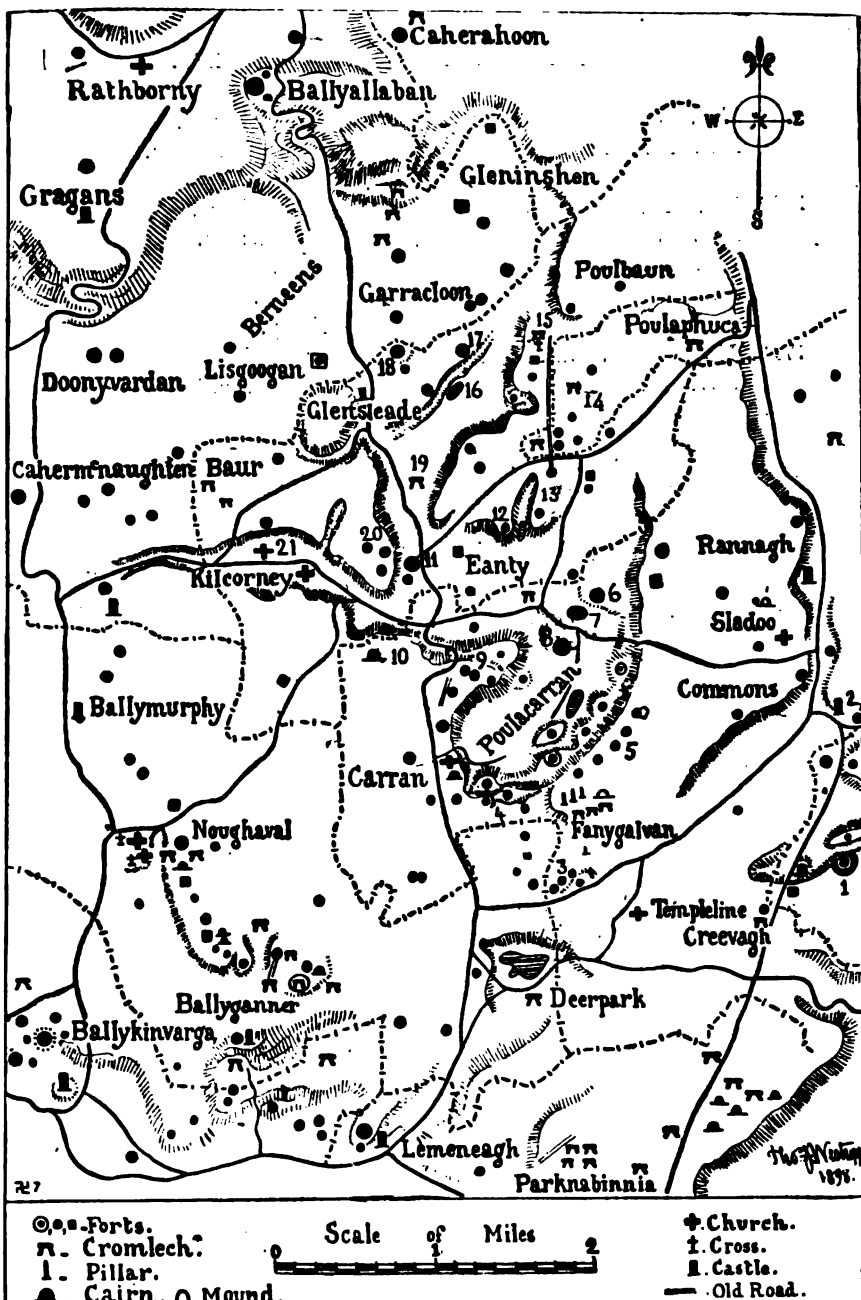 Caherahoon
Rathborny
Ballyallaban
W E
S
Gleninshen
Gragans
Berneens
Poulbaun
Garracloon
Poulaphuca
15
17
18
Lisgoogan
Doonyvardan
16
Glensleade
14
Cahermcnaughten Baur
19
13
12
20
21
11
Eanty
Rannagh
Kilcorney
6
7
Sladoo
8
10
9
Commons
Poulacarran
2
Ballymurphy
5
Carran
4
Fanygalvan
Noughaval
3
1
Templeline
Creevagh
Ballyganner
Deerpark
Ballykinvarga
Lemeneagh
Parknabinnia
1898.
Forts.
Cromlech.
Pillar.
Cairn. Mound.
Scale of Miles
0 1 2
Church.
Cross.
Castle.
Old Road.